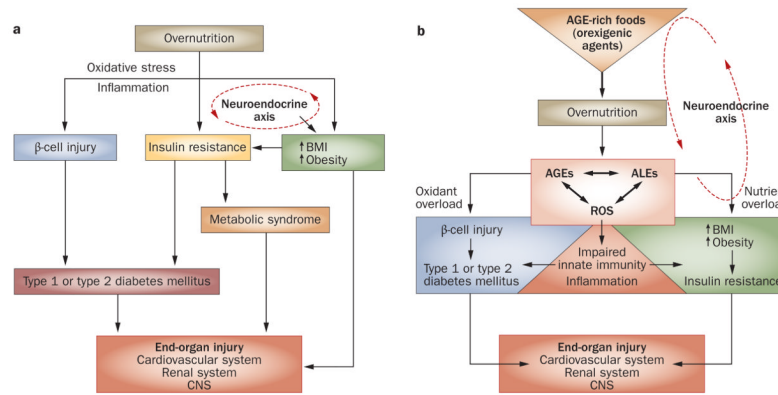 a
Overnutrition
Oxidative stress
Inflammation
Neuroendocrine
axis
β-cell injury
Insulin resistance
↑ BMI
↑ Obesity
Metabolic syndrome
Type 1 or type 2 diabetes mellitus
End-organ injury
Cardiovascular system
Renal system
CNS
b
AGE-rich foods
(orexigenic
agents)
Neuroendocrine
axis
Overnutrition
AGEs
ALEs
ROS
Oxidant
overload
Nutrie
overload
β-cell injury
Type 1 or type 2
diabetes mellitus
Impaired
innate immunity
Inflammation
↑ BMI
↑ Obesity
Insulin resistance
End-organ injury
Cardiovascular system
Renal system
CNS